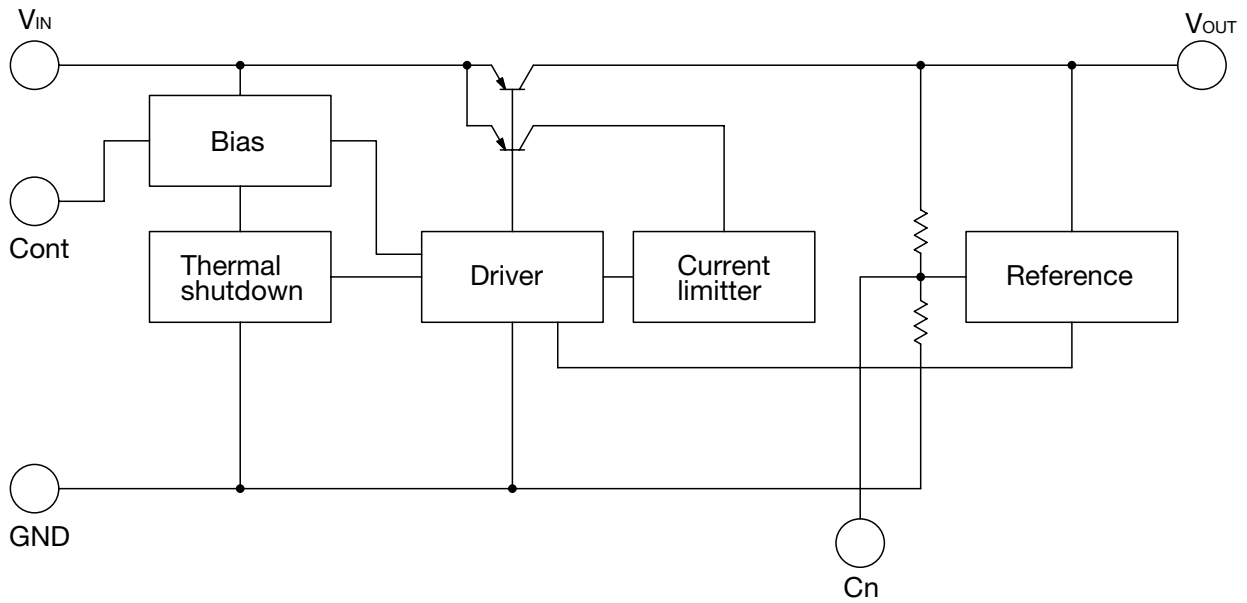 VIN
VOUT
Bias
Cont
Thermal
shutdown
Driver
Current
limitter
Reference
GND
Cn